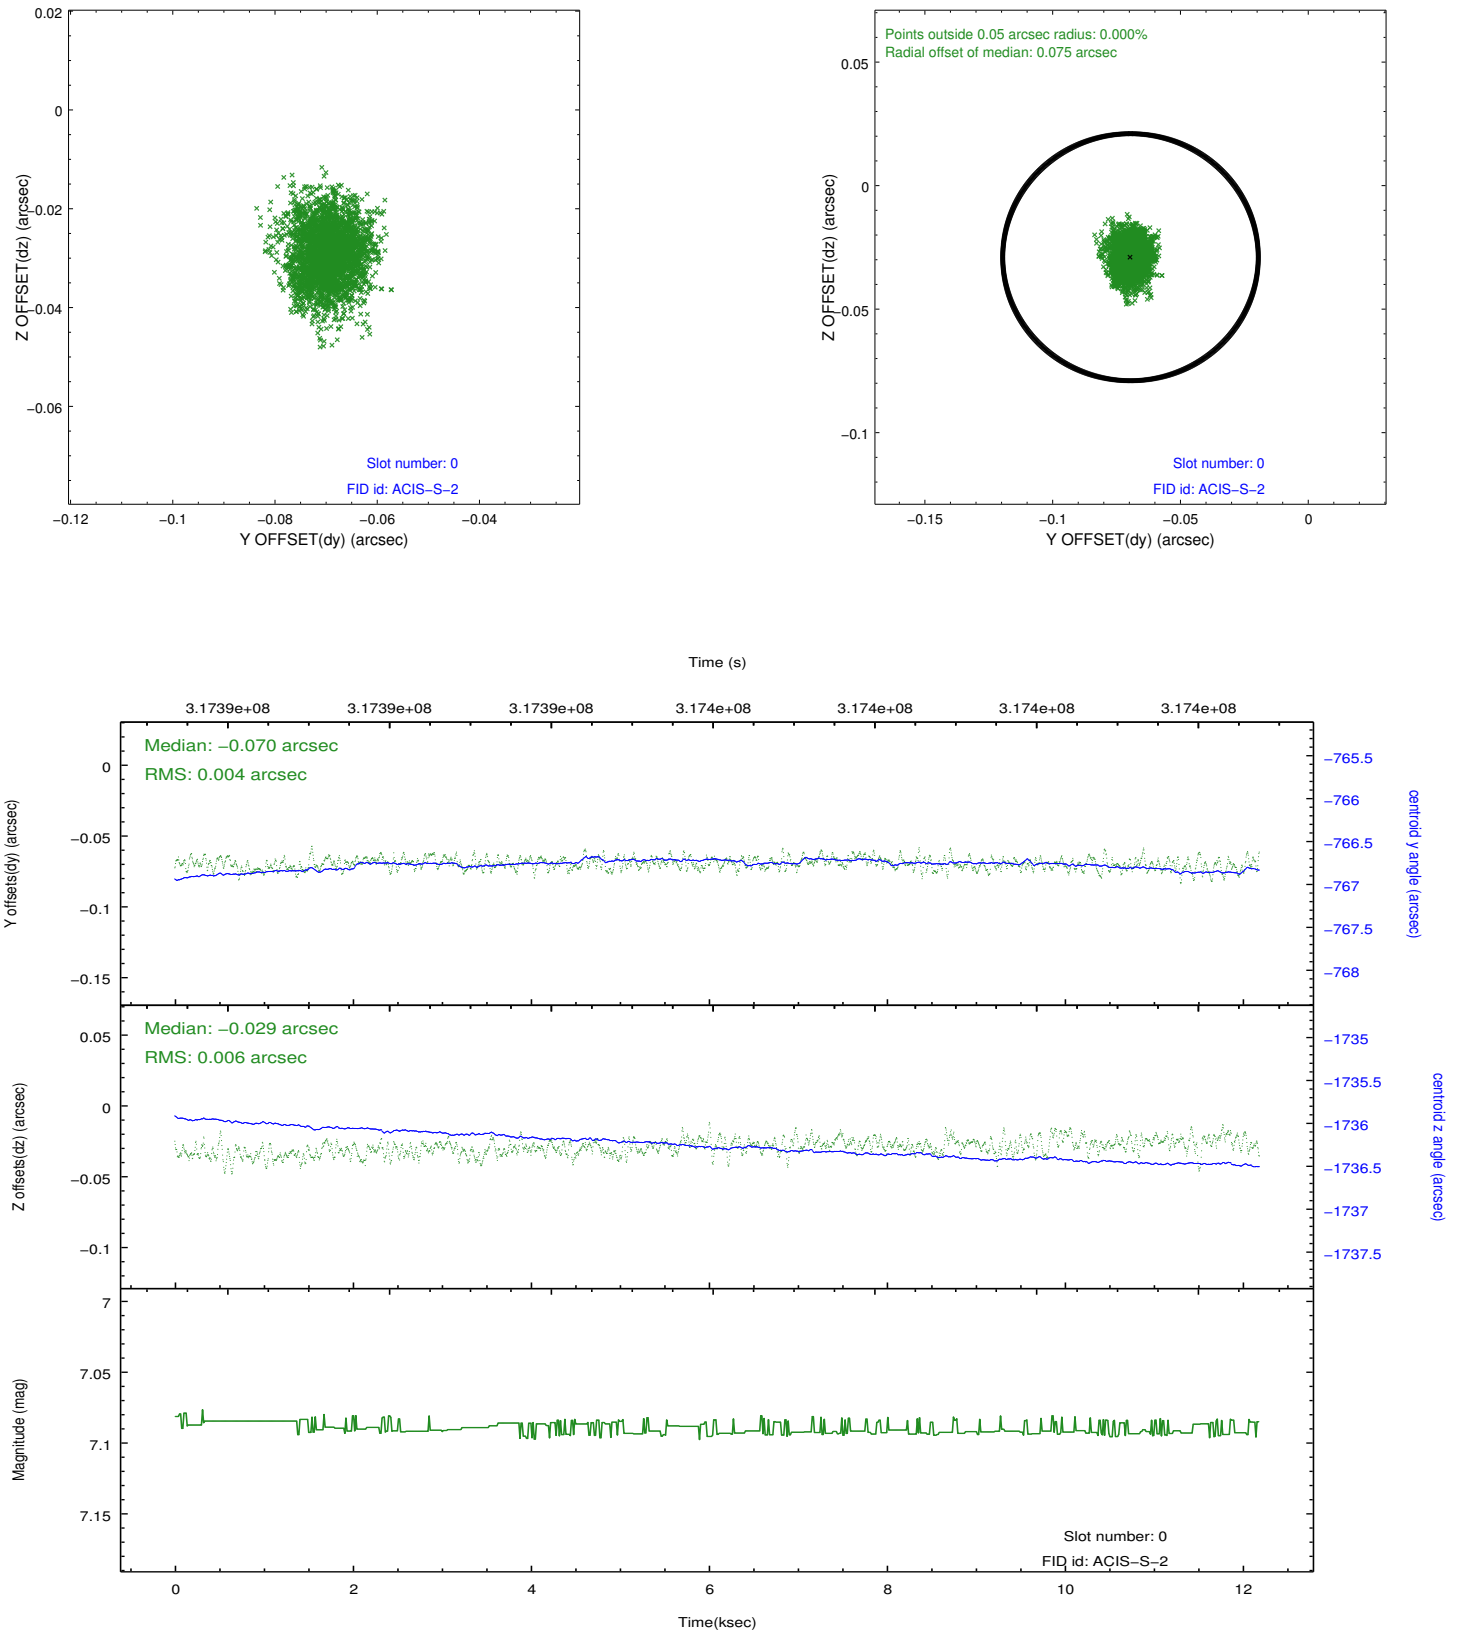 0.02
0
−0.02
−0.04
−0.06
Z OFFSET(dz) (arcsec)
Slot number: 0
FID id: ACIS−S−2
−0.12
−0.1
−0.08
−0.06
−0.04
Y OFFSET(dy) (arcsec)
Points outside 0.05 arcsec radius: 0.000%
Radial offset of median: 0.075 arcsec
0.05
0
−0.05
−0.1
Z OFFSET(dz) (arcsec)
Slot number: 0
FID id: ACIS−S−2
−0.15
−0.1
−0.05
0
Y OFFSET(dy) (arcsec)
Time (s)
3.1739e+08
3.1739e+08
3.1739e+08
3.174e+08
3.174e+08
3.174e+08
3.174e+08
Median: −0.070 arcsec
RMS: 0.004 arcsec
0
−0.05
−0.1
−0.15
Y offsets(dy) (arcsec)
−765.5
−766
−766.5
−767
−767.5
−768
centroid y angle (arcsec)
Median: −0.029 arcsec
RMS: 0.006 arcsec
0.05
0
−0.05
−0.1
Z offsets(dz) (arcsec)
−1735
−1735.5
−1736
−1736.5
−1737
−1737.5
centroid z angle (arcsec)
7
7.05
7.1
7.15
Magnitude (mag)
Slot number: 0
FID id: ACIS−S−2
0
2
4
6
8
10
12
Time(ksec)